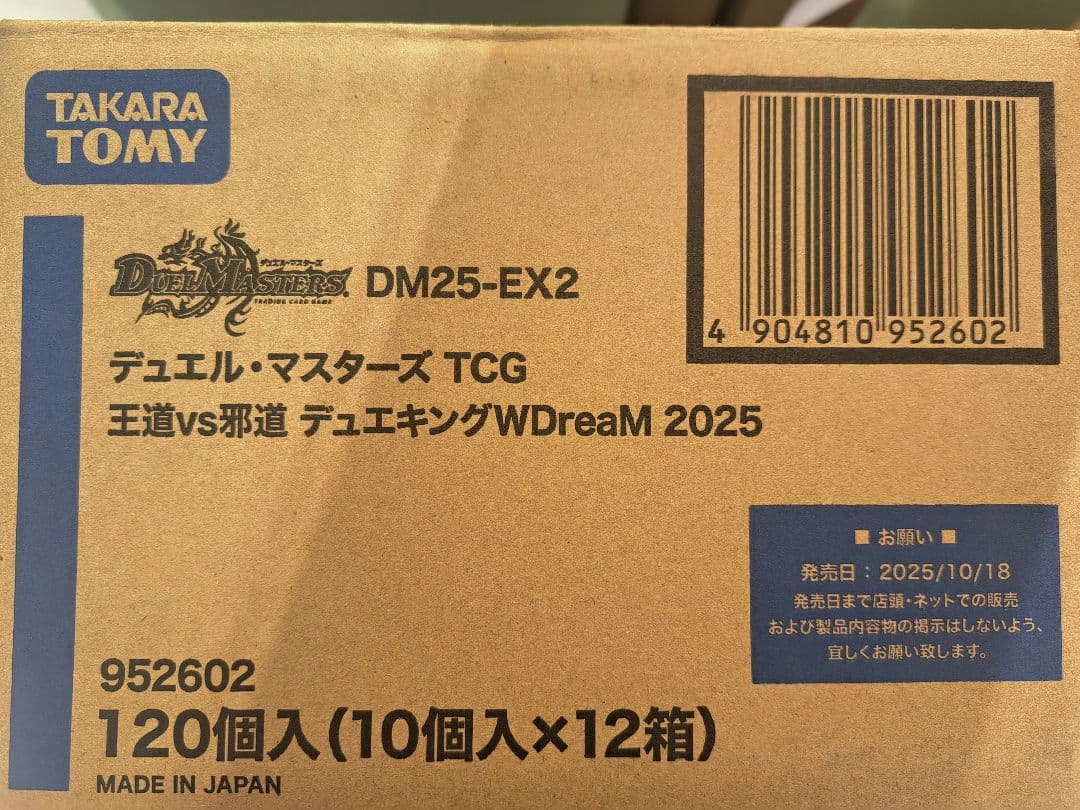 TAKARA
TOMY
デュエル・マスターズ
DUEL MASTERS.
TRADING CARD GAME
DM25-EX2
デュエル・マスターズ TCG
王道vs邪道 デュエキングWDreaM 2025
4 904810 952602
■ お願い ■
発売日：2025/10/18
発売日まで店頭・ネットでの販売
および製品内容物の掲示はしないよう、
宜しくお願い致します。
952602
120個入(10個入×12箱)
MADE IN JAPAN